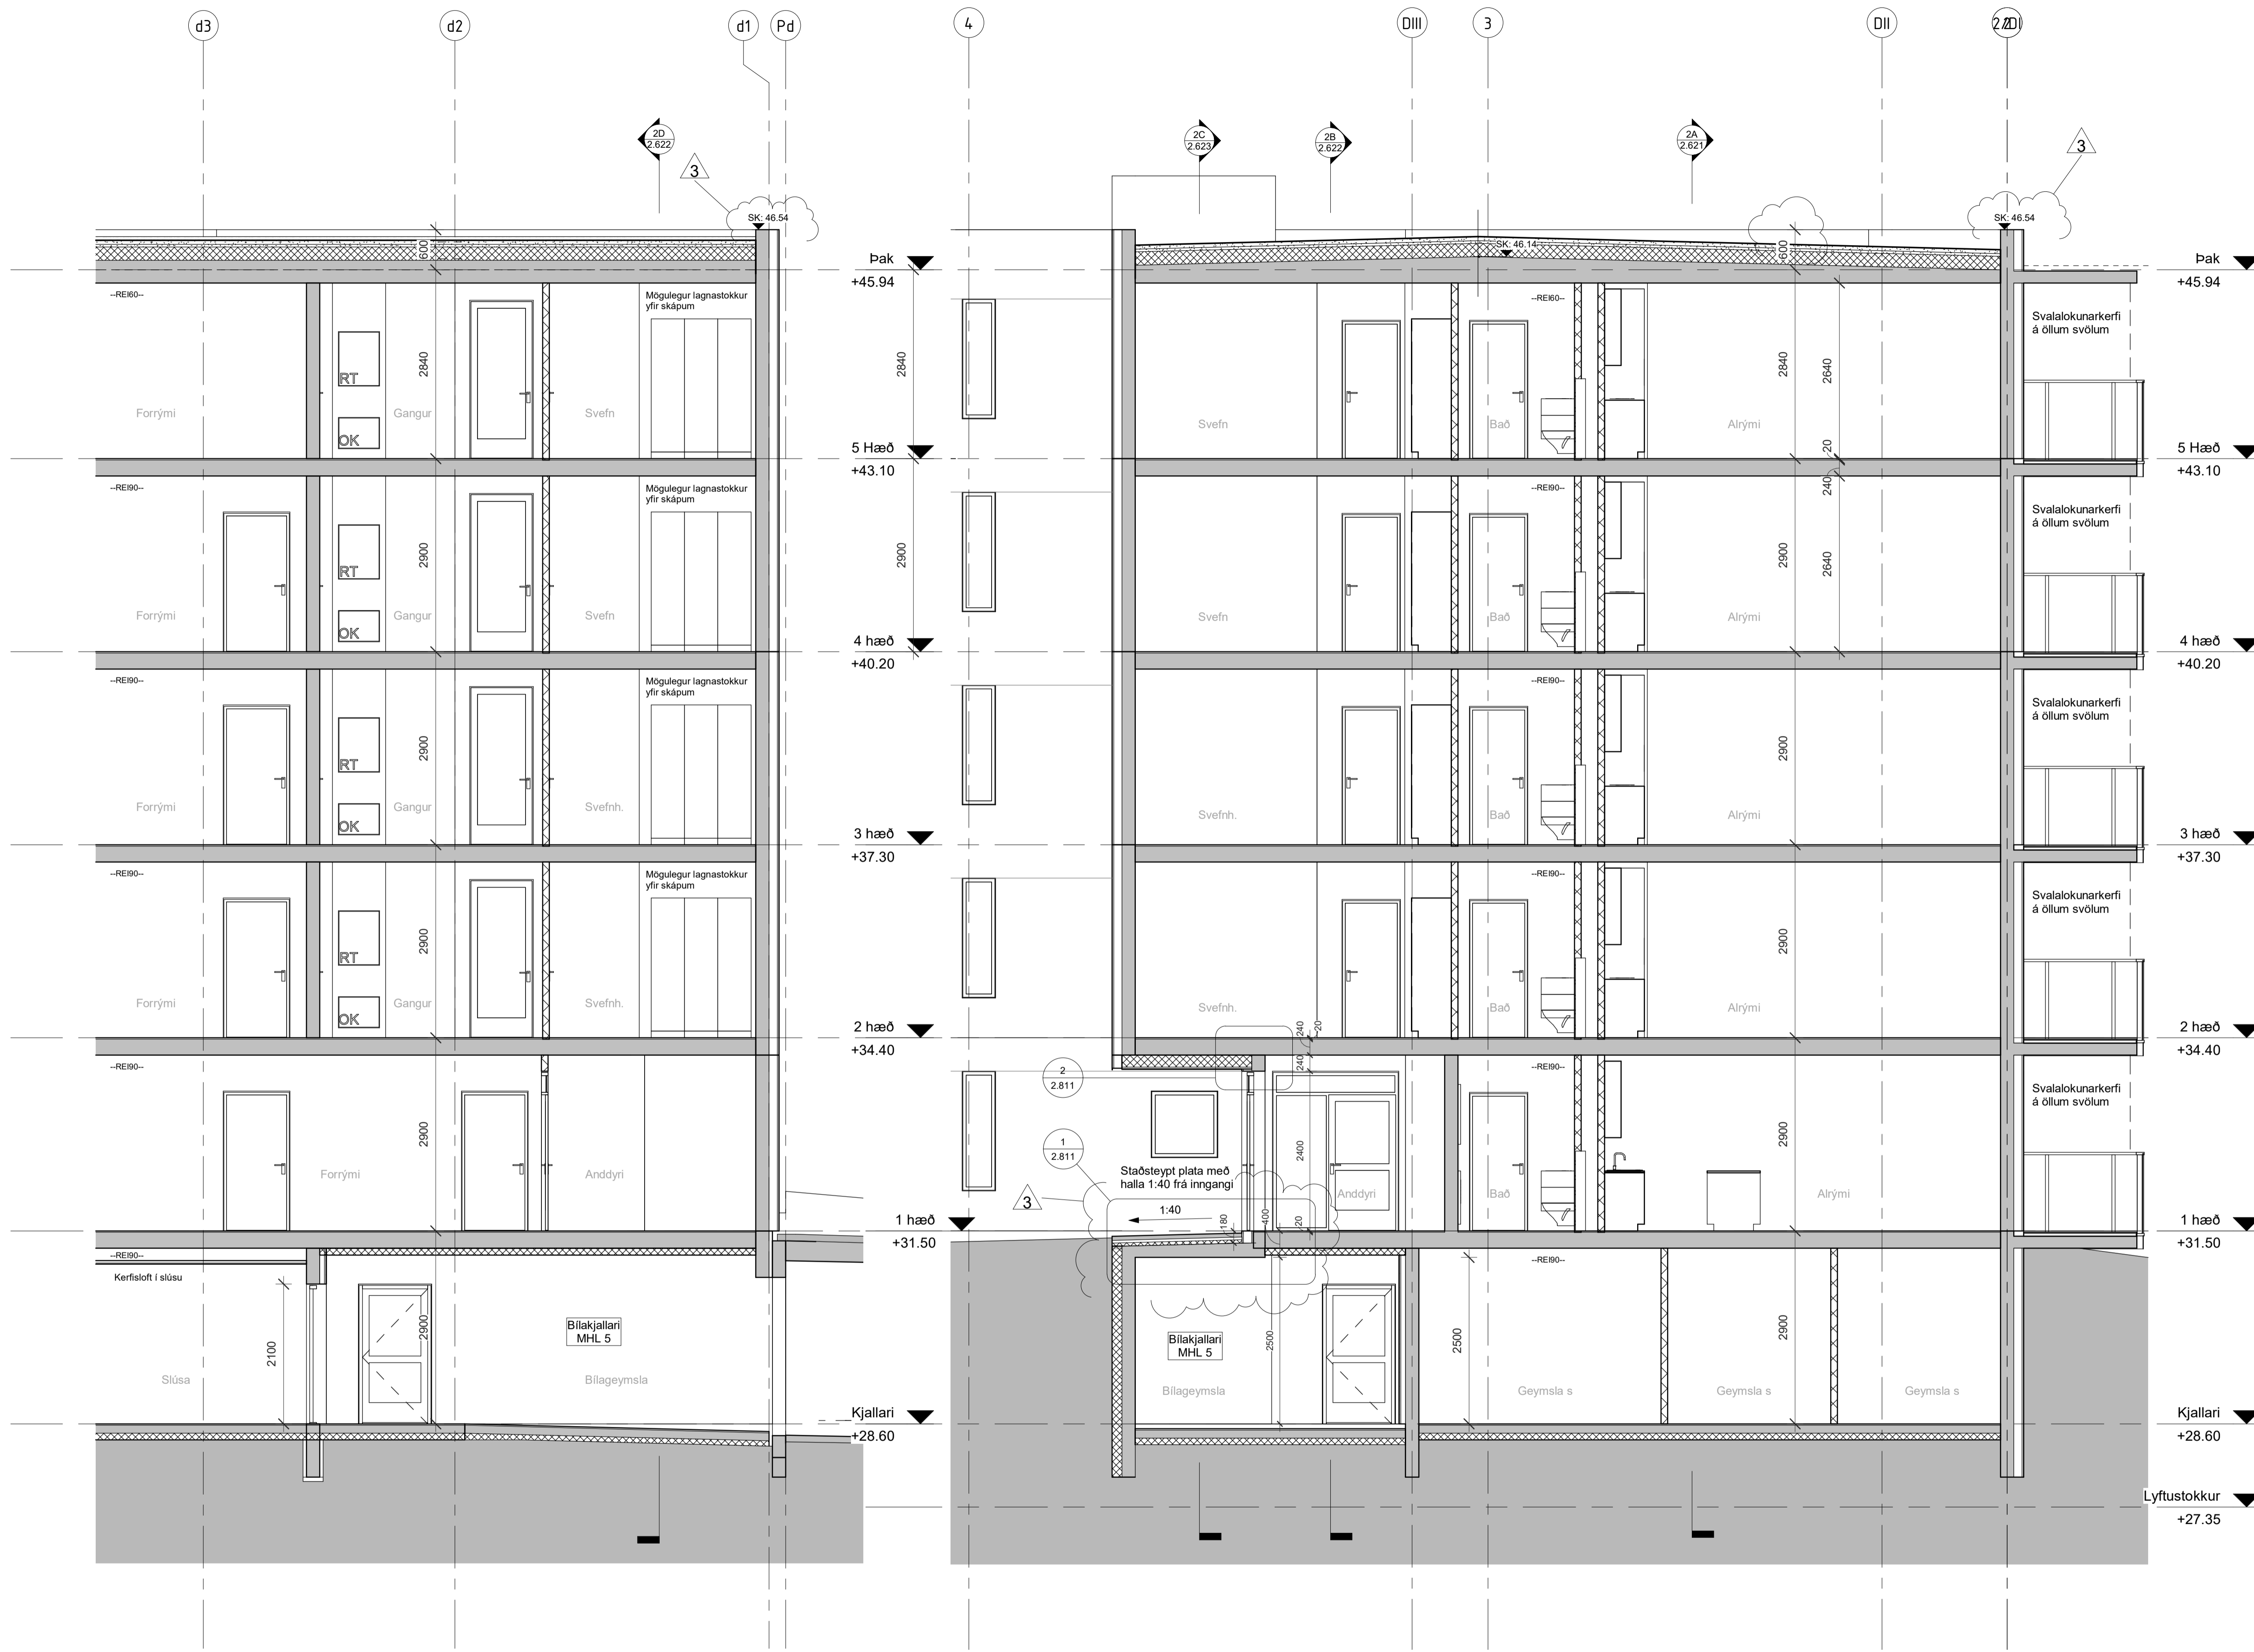 d3
d2
d1
Pd
4
DIII
3
DII
2D
2.622
3
2C
2.623
2B
2.622
2A
2.621
3
SK: 46.54
SK: 46.54
600
SK: 46.14
600
Þak
+45.94
Þak
+45.94
--REI60--
Mögulegur lagnastokkur
yfir skápum
--REI60--
Svalalokunarkerfi
á öllum svölum
2840
2840
2840
2640
RT
OK
Forrými
Gangur
Svefn
Svefn
Bað
Alrými
20
5 Hæð
+43.10
5 Hæð
+43.10
240
--REI90--
Mögulegur lagnastokkur
yfir skápum
--REI90--
Svalalokunarkerfi
á öllum svölum
2900
2900
2900
2640
RT
OK
Forrými
Gangur
Svefn
Svefn
Bað
Alrými
4 hæð
+40.20
4 hæð
+40.20
--REI90--
Mögulegur lagnastokkur
yfir skápum
--REI90--
Svalalokunarkerfi
á öllum svölum
2900
2900
RT
OK
Forrými
Gangur
Svefnh.
Svefnh.
Bað
Alrými
3 hæð
+37.30
3 hæð
+37.30
--REI90--
Mögulegur lagnastokkur
yfir skápum
--REI90--
Svalalokunarkerfi
á öllum svölum
2900
2900
RT
OK
Forrými
Gangur
Svefnh.
Svefnh.
Bað
Alrými
240
20
2 hæð
+34.40
2 hæð
+34.40
240
--REI90--
--REI90--
2
2.811
Svalalokunarkerfi
á öllum svölum
2900
2400
2900
1
2.811
Staðsteypt plata með
halla 1:40 frá inngangi
Forrými
Anddyri
Anddyri
Bað
Alrými
3
1:40
180
400
20
1 hæð
+31.50
1 hæð
+31.50
--REI90--
--REI90--
Kerfisloft í slúsu
2100
2900
Bílakjallari
MHL 5
Bílakjallari
MHL 5
2500
2500
2900
Slúsa
Bílageymsla
Bílageymsla
Geymsla s
Geymsla s
Geymsla s
Kjallari
+28.60
Kjallari
+28.60
Lyftustokkur
+27.35